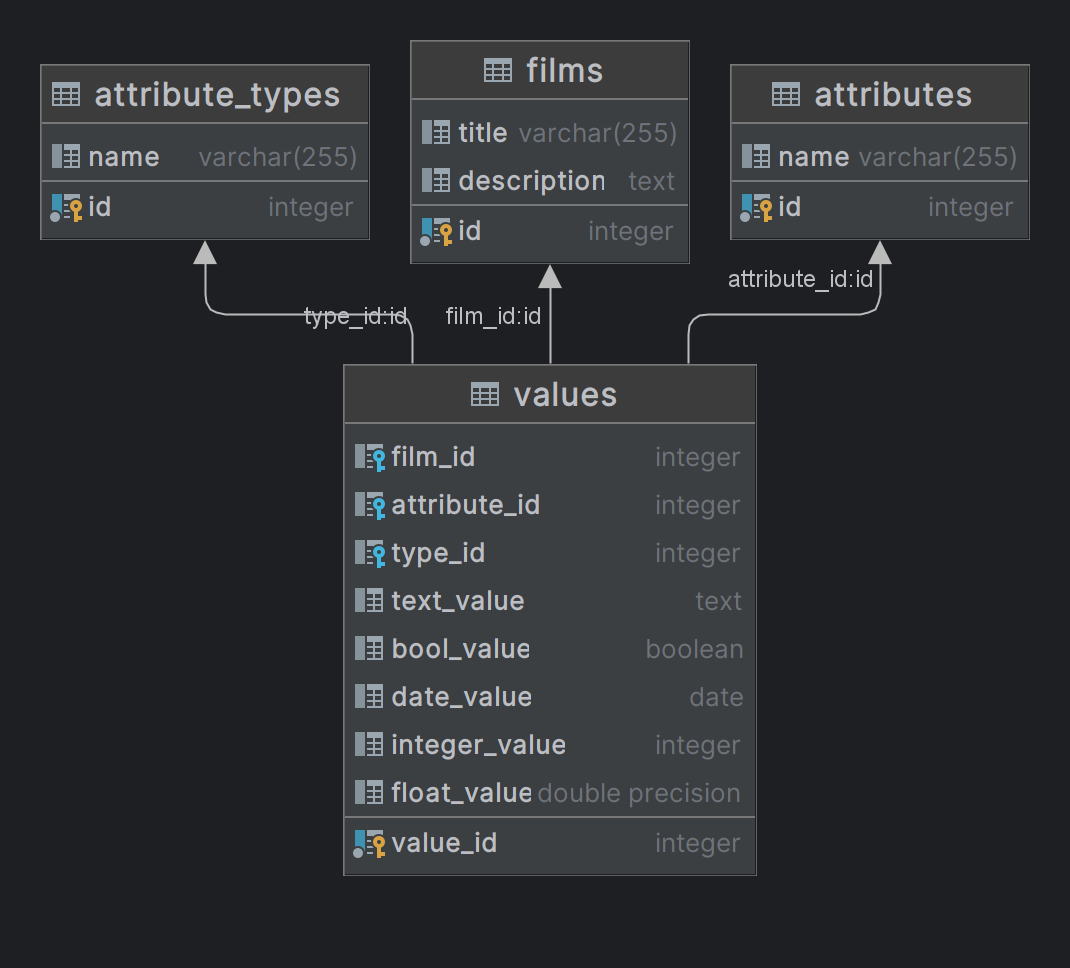 attribute_types
name varchar(255)
id integer
films
title varchar(255)
description text
id integer
attributes
name varchar(255)
id integer
type_id:id
film_id:id
attribute_id:id
values
film_id integer
attribute_id integer
type_id integer
text_value text
bool_value boolean
date_value date
integer_value integer
float_value double precision
value_id integer